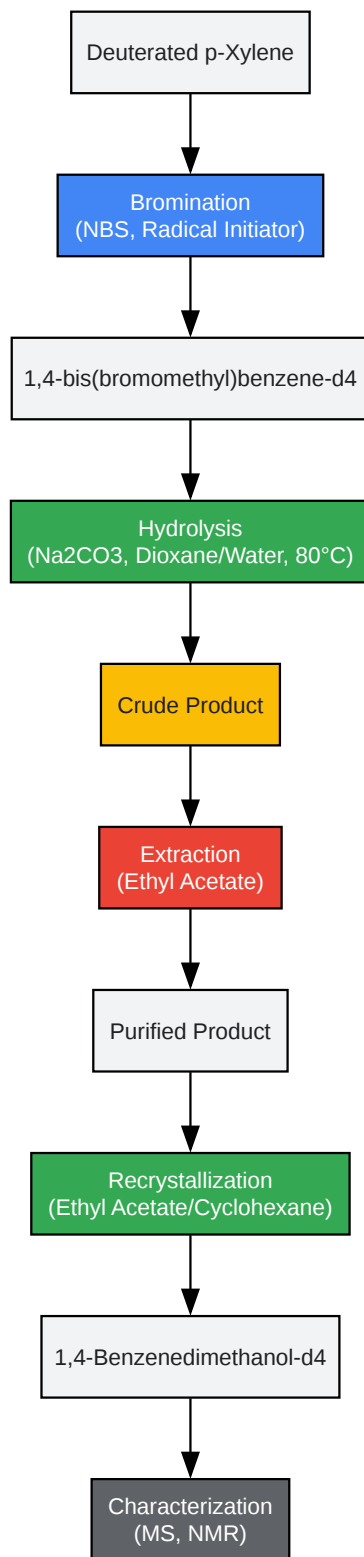 Deuterated p-Xylene
Bromination
(NBS, Radical Initiator)
1,4-bis(bromomethyl)benzene-d4
Hydrolysis
(Na2CO3, Dioxane/Water, 80°C)
Crude Product
Extraction
(Ethyl Acetate)
Purified Product
Recrystallization
(Ethyl Acetate/Cyclohexane)
1,4-Benzenedimethanol-d4
Characterization
(MS, NMR)